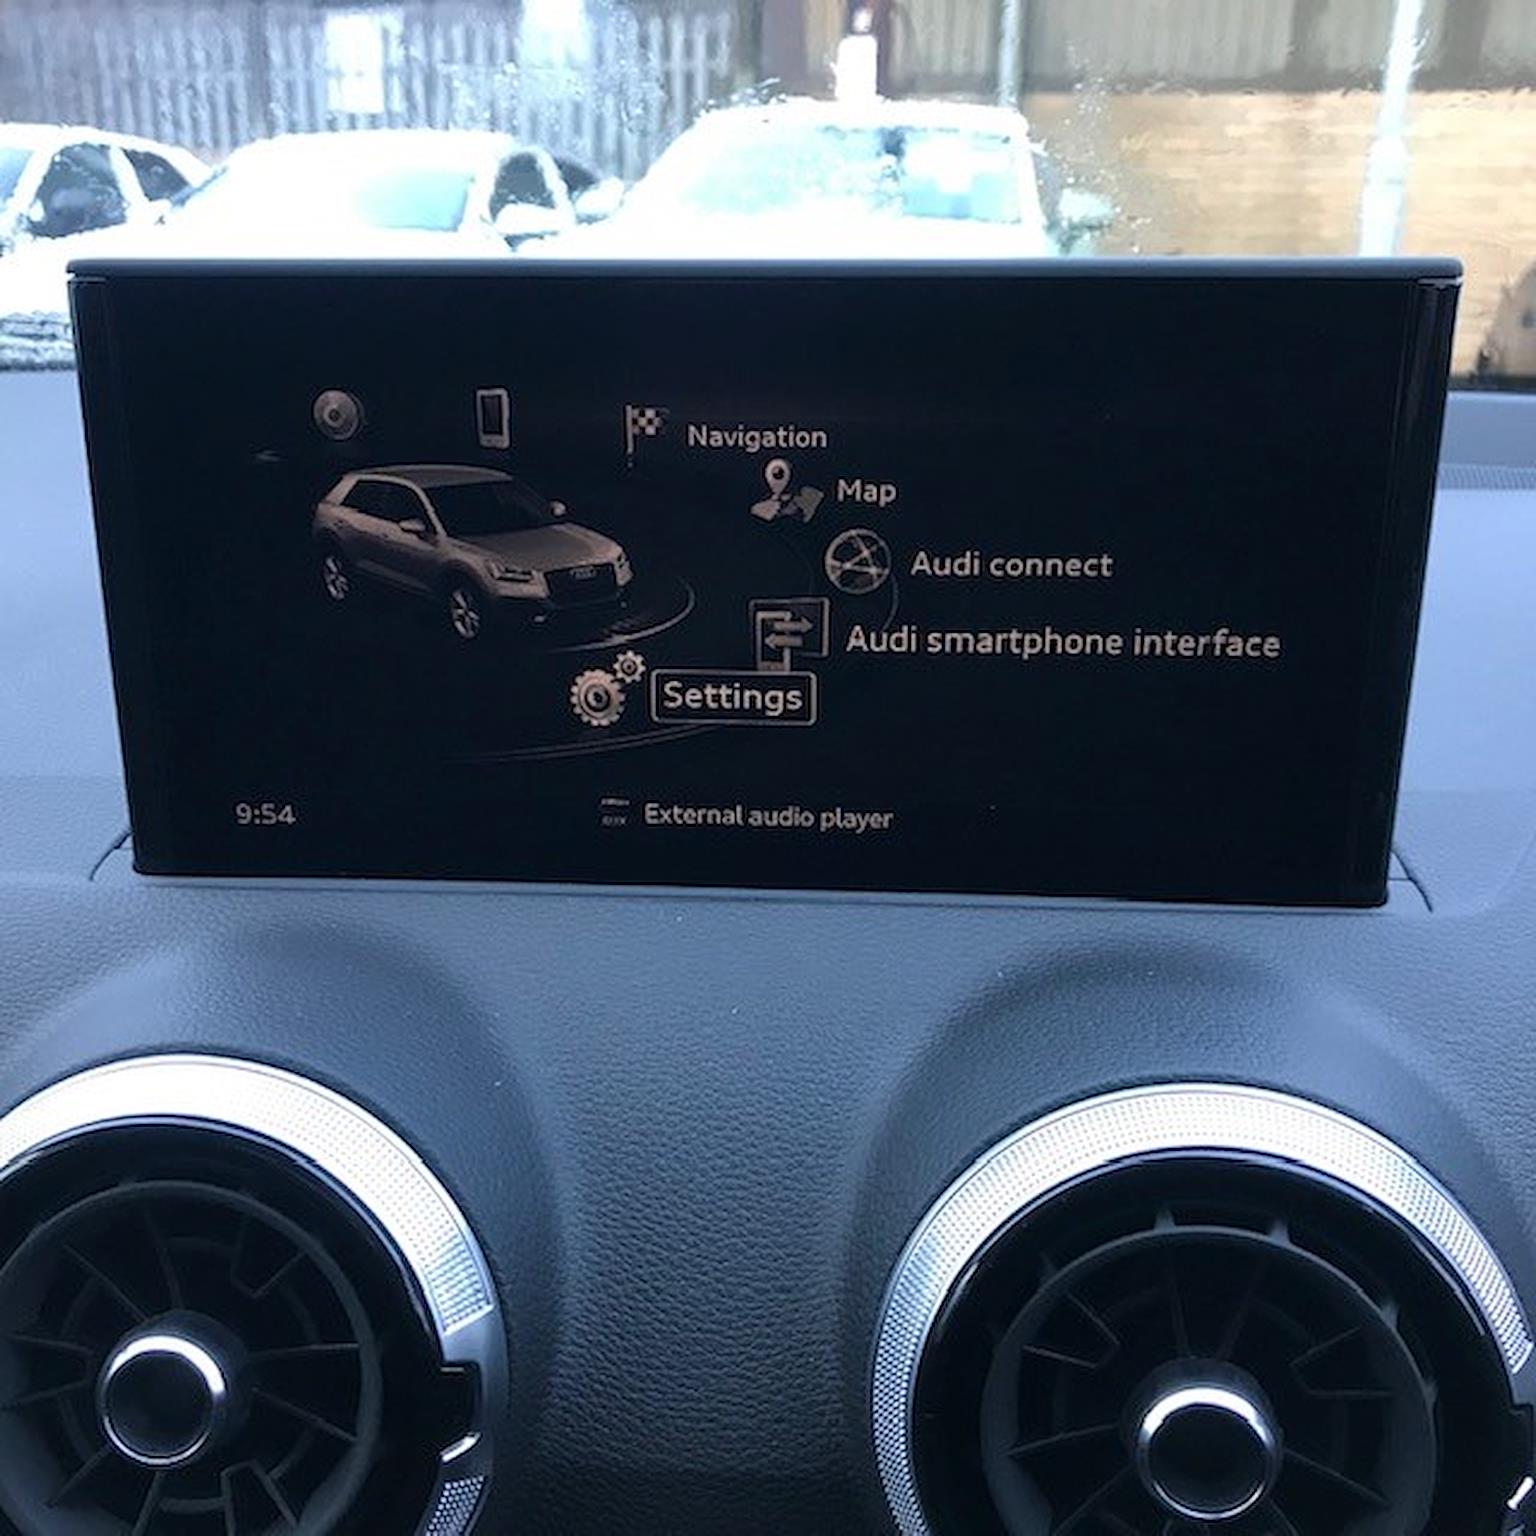 Navigation
Map
Audi connect
Audi smartphone interface
Settings
9:54
External audio player